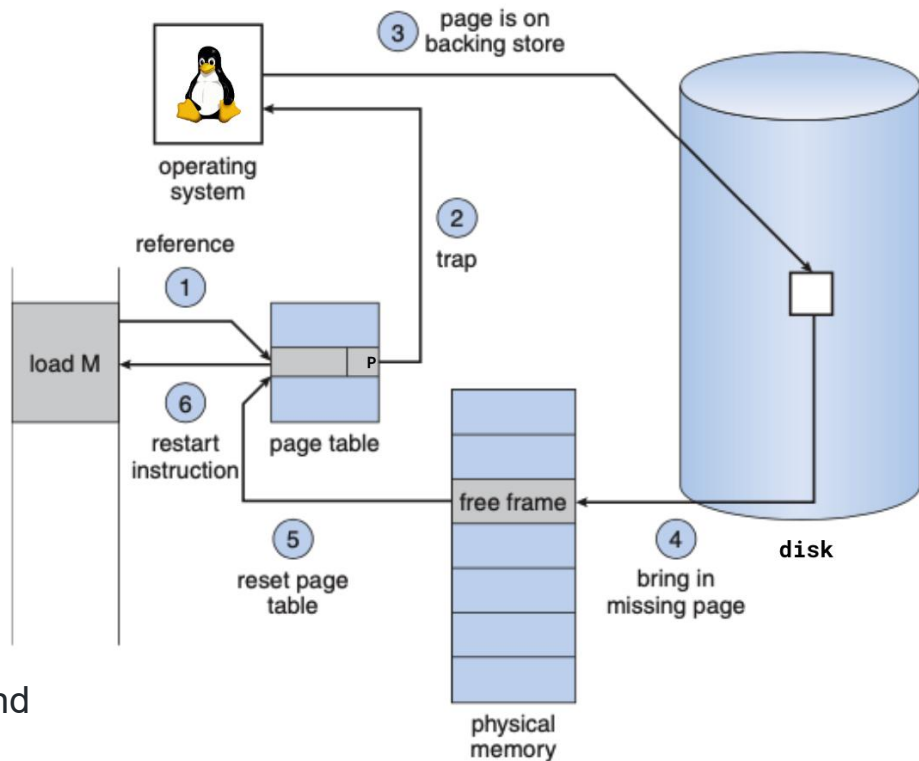 3
page is on
backing store
operating
system
2
trap
reference
1
load M
P
6
restart
instruction
page table
free frame
5
reset page
table
4
bring in
missing page
disk
nd
physical
memory